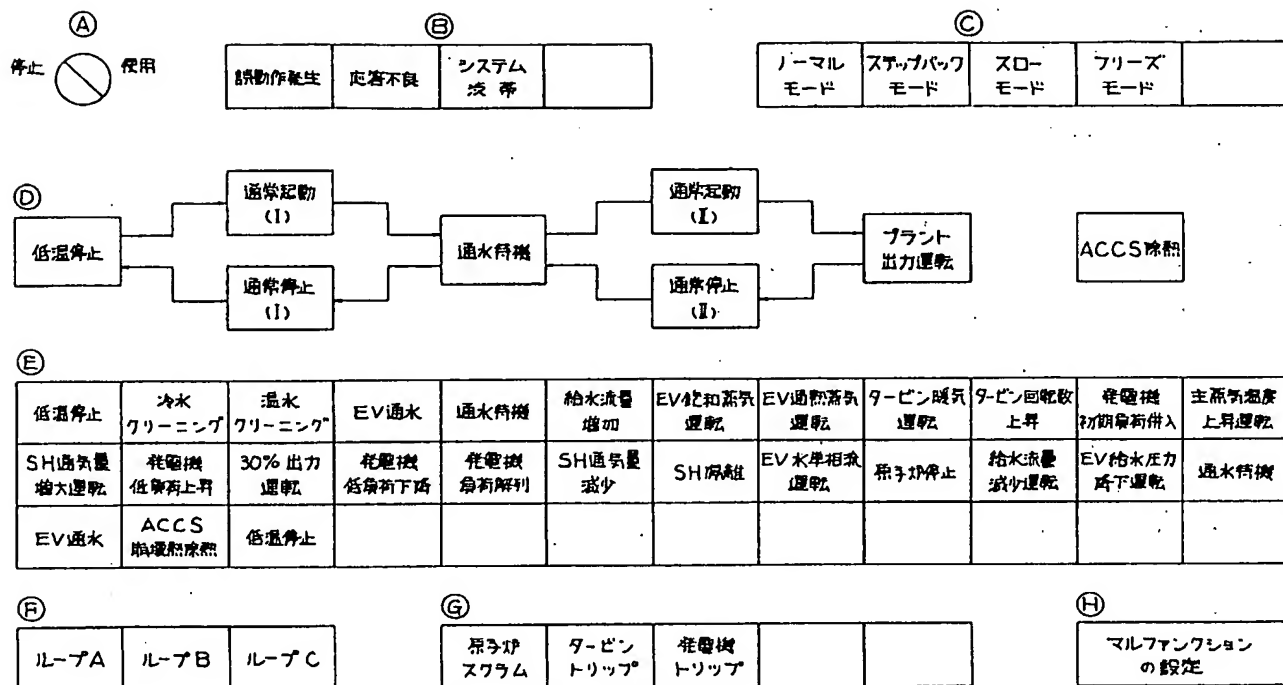 Ⓐ
Ⓑ
Ⓒ
停止
使用
誤動作発生
応答不良
システム
渋帯
ノーマル
モード
ステップバック
モード
スロー
モード
フリーズ
モード
Ⓓ
低温停止
通常起動
(I)
通常停止
(I)
通水待機
通常起動
(II)
通常停止
(II)
プラント
出力運転
ACCS除熱
Ⓔ
低温停止
冷水
クリーニング
温水
クリーニング
EV通水
通水待機
給水流量
増加
EV飽和蒸気
運転
EV過熱蒸気
運転
タービン暖気
運転
タービン回転数
上昇
発電機
初期負荷併入
主蒸気温度
上昇運転
SH通気量
増大運転
発電機
低負荷上昇
30%出力
運転
発電機
低負荷下降
発電機
負荷解列
SH通気量
減少
SH隔離
EV水単相流
運転
原子炉停止
給水流量
減少運転
EV給水圧力
降下運転
通水待機
EV通水
ACCS
崩壊熱除熱
低温停止
Ⓕ
ループA
ループB
ループC
Ⓖ
原子炉
スクラム
タービン
トリップ
発電機
トリップ
Ⓗ
マルファンクション
の設定